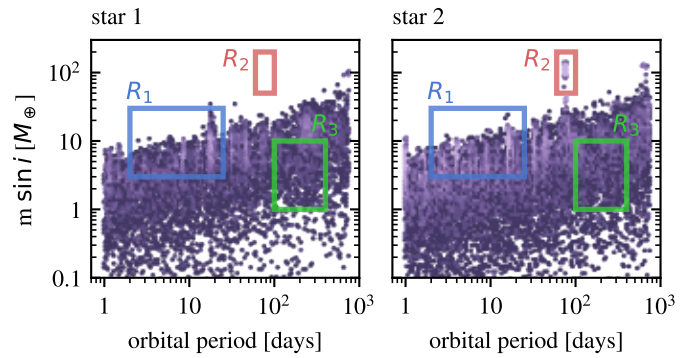 star 1
star 2
m sin i [M⊕]
10²
10
1
0.1
R₁
R₂
R₃
R₁
R₂
R₃
1
10
10²
10³
1
10
10²
10³
orbital period [days]
orbital period [days]